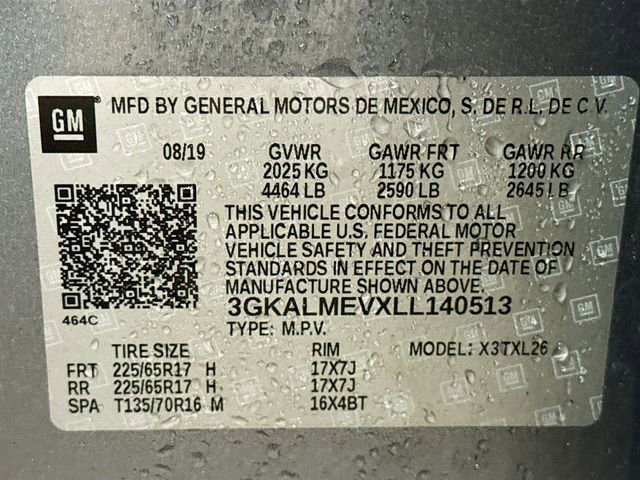 GM ® MFD BY GENERAL MOTORS DE MEXICO, S. DE R.L. DE C.V.
08/19 GVWR GAWR FRT GAWR RR
2025 KG 1175 KG 1200 KG
4464 LB 2590 LB 2645 LB
THIS VEHICLE CONFORMS TO ALL
APPLICABLE U.S. FEDERAL MOTOR
VEHICLE SAFETY AND THEFT PREVENTION
STANDARDS IN EFFECT ON THE DATE OF
MANUFACTURE SHOWN ABOVE.
3GKALMEVXLL140513
464C
TYPE: M.P.V.
TIRE SIZE RIM MODEL: X3TXL26
FRT 225/65R17 H 17X7J
RR 225/65R17 H 17X7J
SPA T135/70R16 M 16X4BT